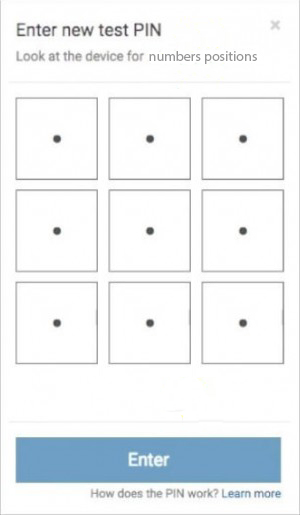 Enter new test PIN
×
Look at the device for numbers positions
Enter
How does the PIN work? Learn more